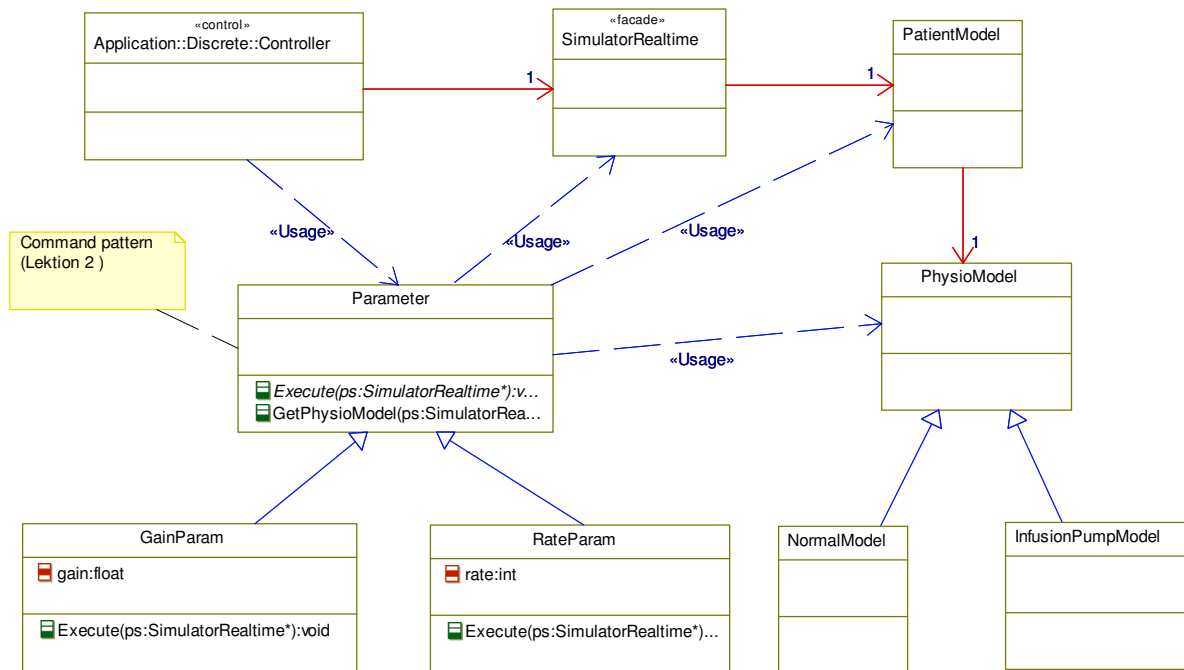 «control»
Application::Discrete::Controller
«facade»
SimulatorRealtime
PatientModel
1
1
«Usage»
«Usage»
«Usage»
1
Command pattern
(Lektion 2 )
Parameter
PhysioModel
«Usage»
Execute(ps:SimulatorRealtime*):v...
GetPhysioModel(ps:SimulatorRea...
GainParam
gain:float
Execute(ps:SimulatorRealtime*):void
RateParam
rate:int
Execute(ps:SimulatorRealtime*)...
NormalModel
InfusionPumpModel